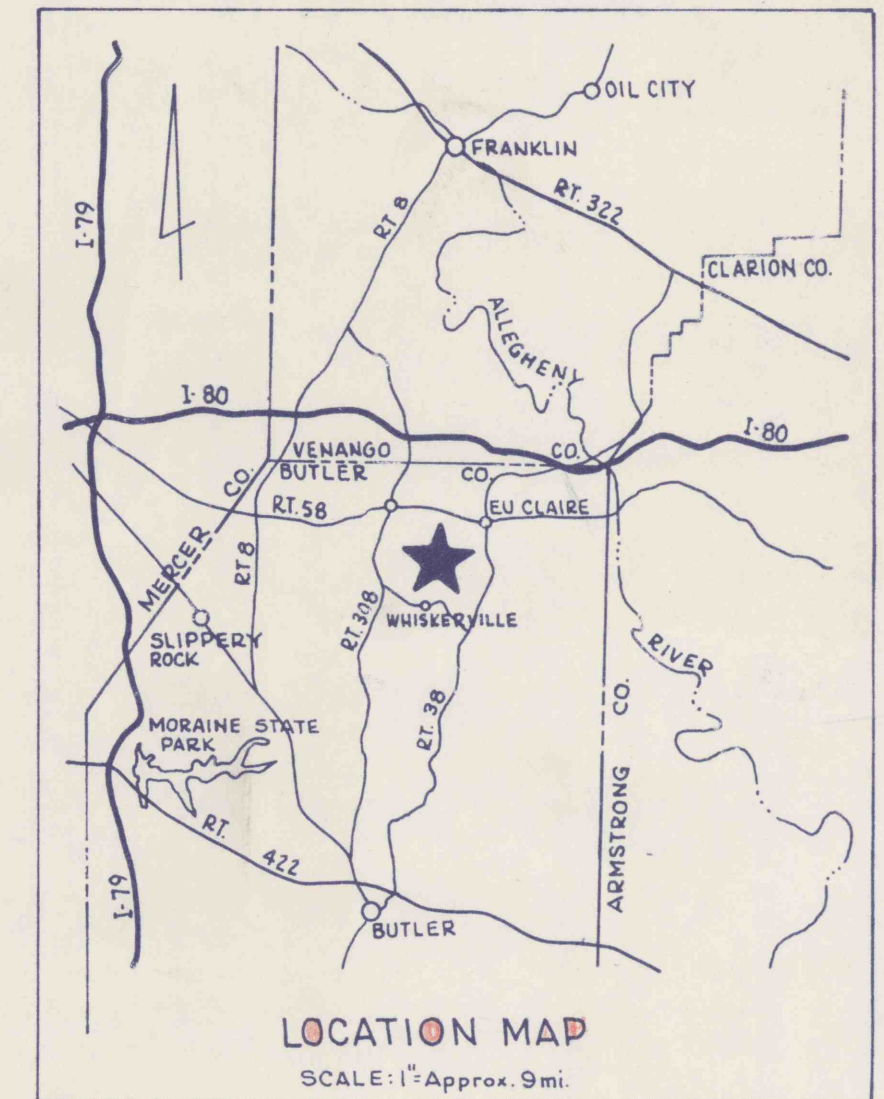 OIL CITY
FRANKLIN
RT. 322
RT 8
I-79
CLARION CO.
ALLEGHENY
I-80
I-80
VENANGO CO.
BUTLER CO.
MERCER CO.
RT. 58
EU CLAIRE
RT 8
WHISKERVILLE
RT. 308
SLIPPERY
ROCK
RIVER
RT. 38
MORAINE STATE
PARK
ARMSTRONG CO.
RT. 422
I-79
BUTLER
LOCATION MAP
SCALE: 1"=Approx. 9mi.